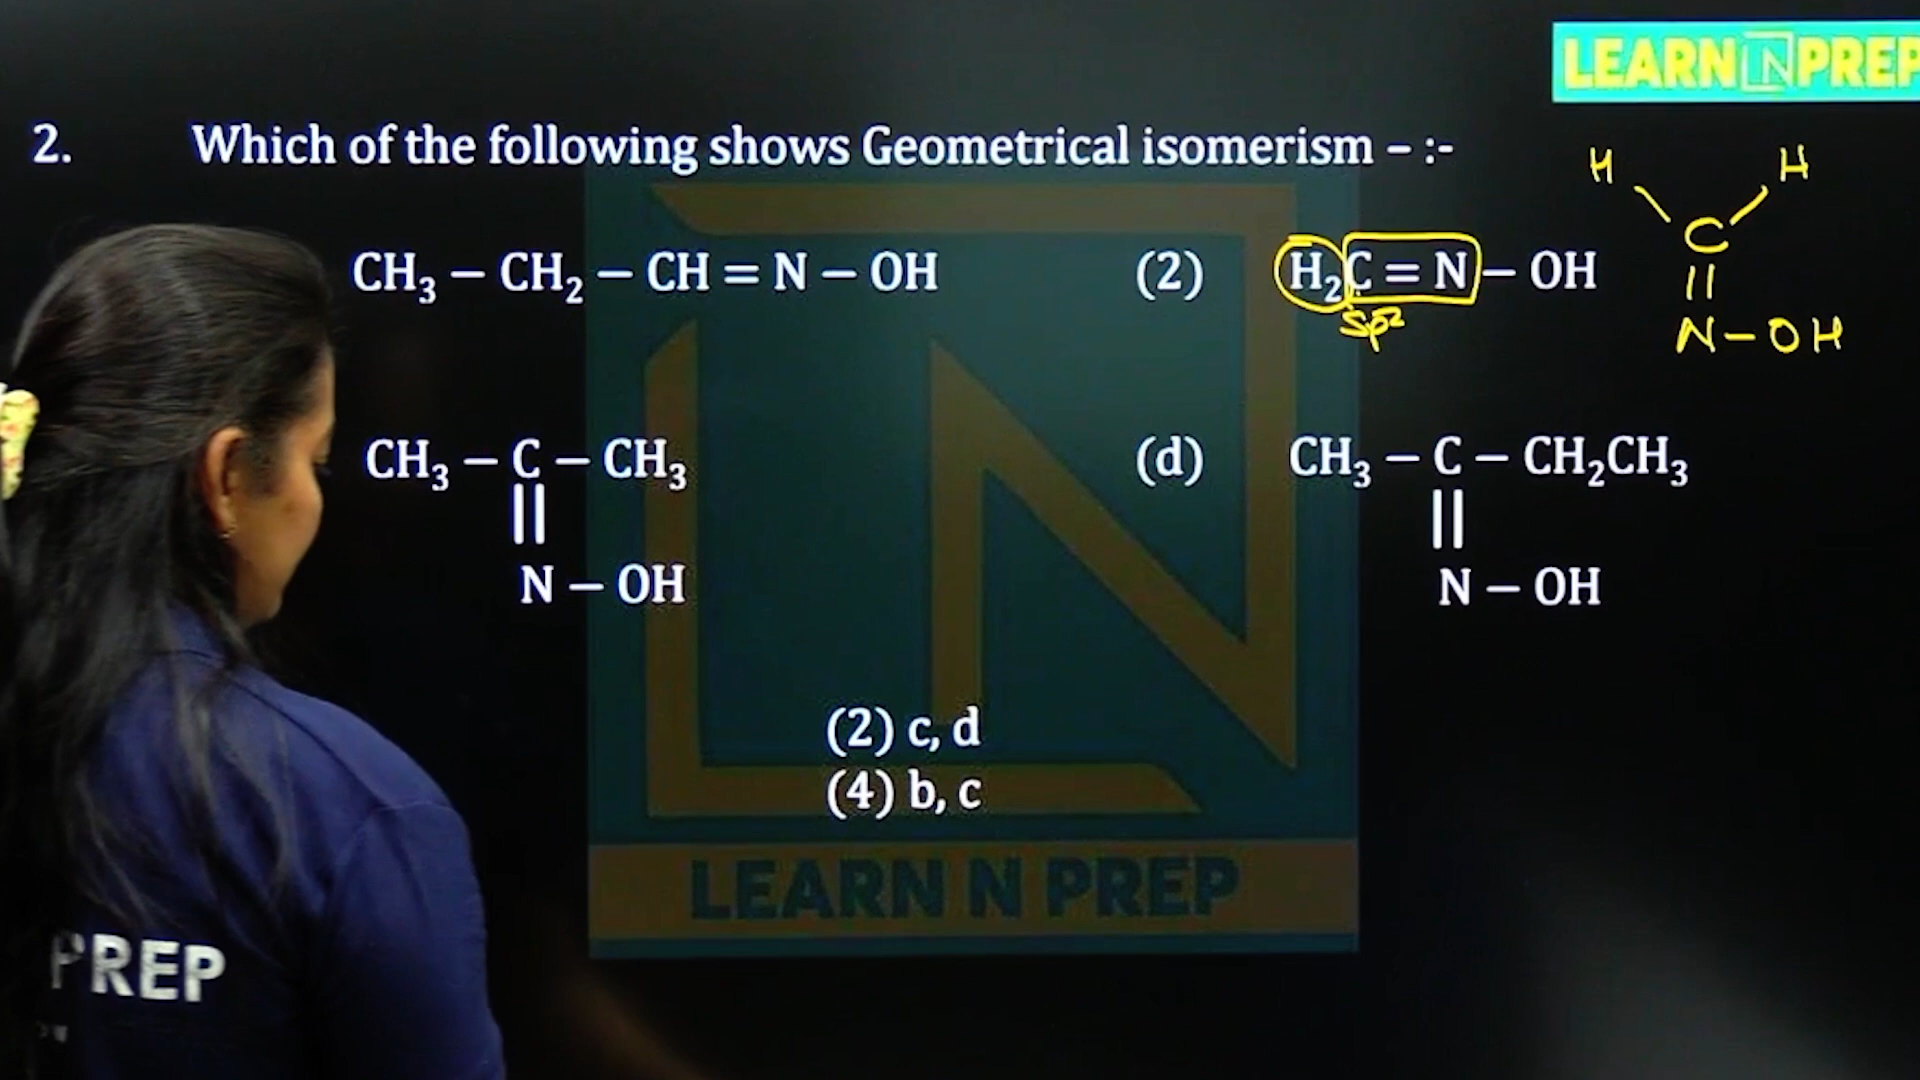 LEARN N PREP
2. Which of the following shows Geometrical isomerism – :-
H H
C
||
N – OH
CH₃ – CH₂ – CH = N – OH (2) H₂C = N – OH
sp²
CH₃ – C – CH₃ (d) CH₃ – C – CH₂CH₃
|| ||
N – OH N – OH
(2) c, d
(4) b, c
LEARN N PREP
PREP